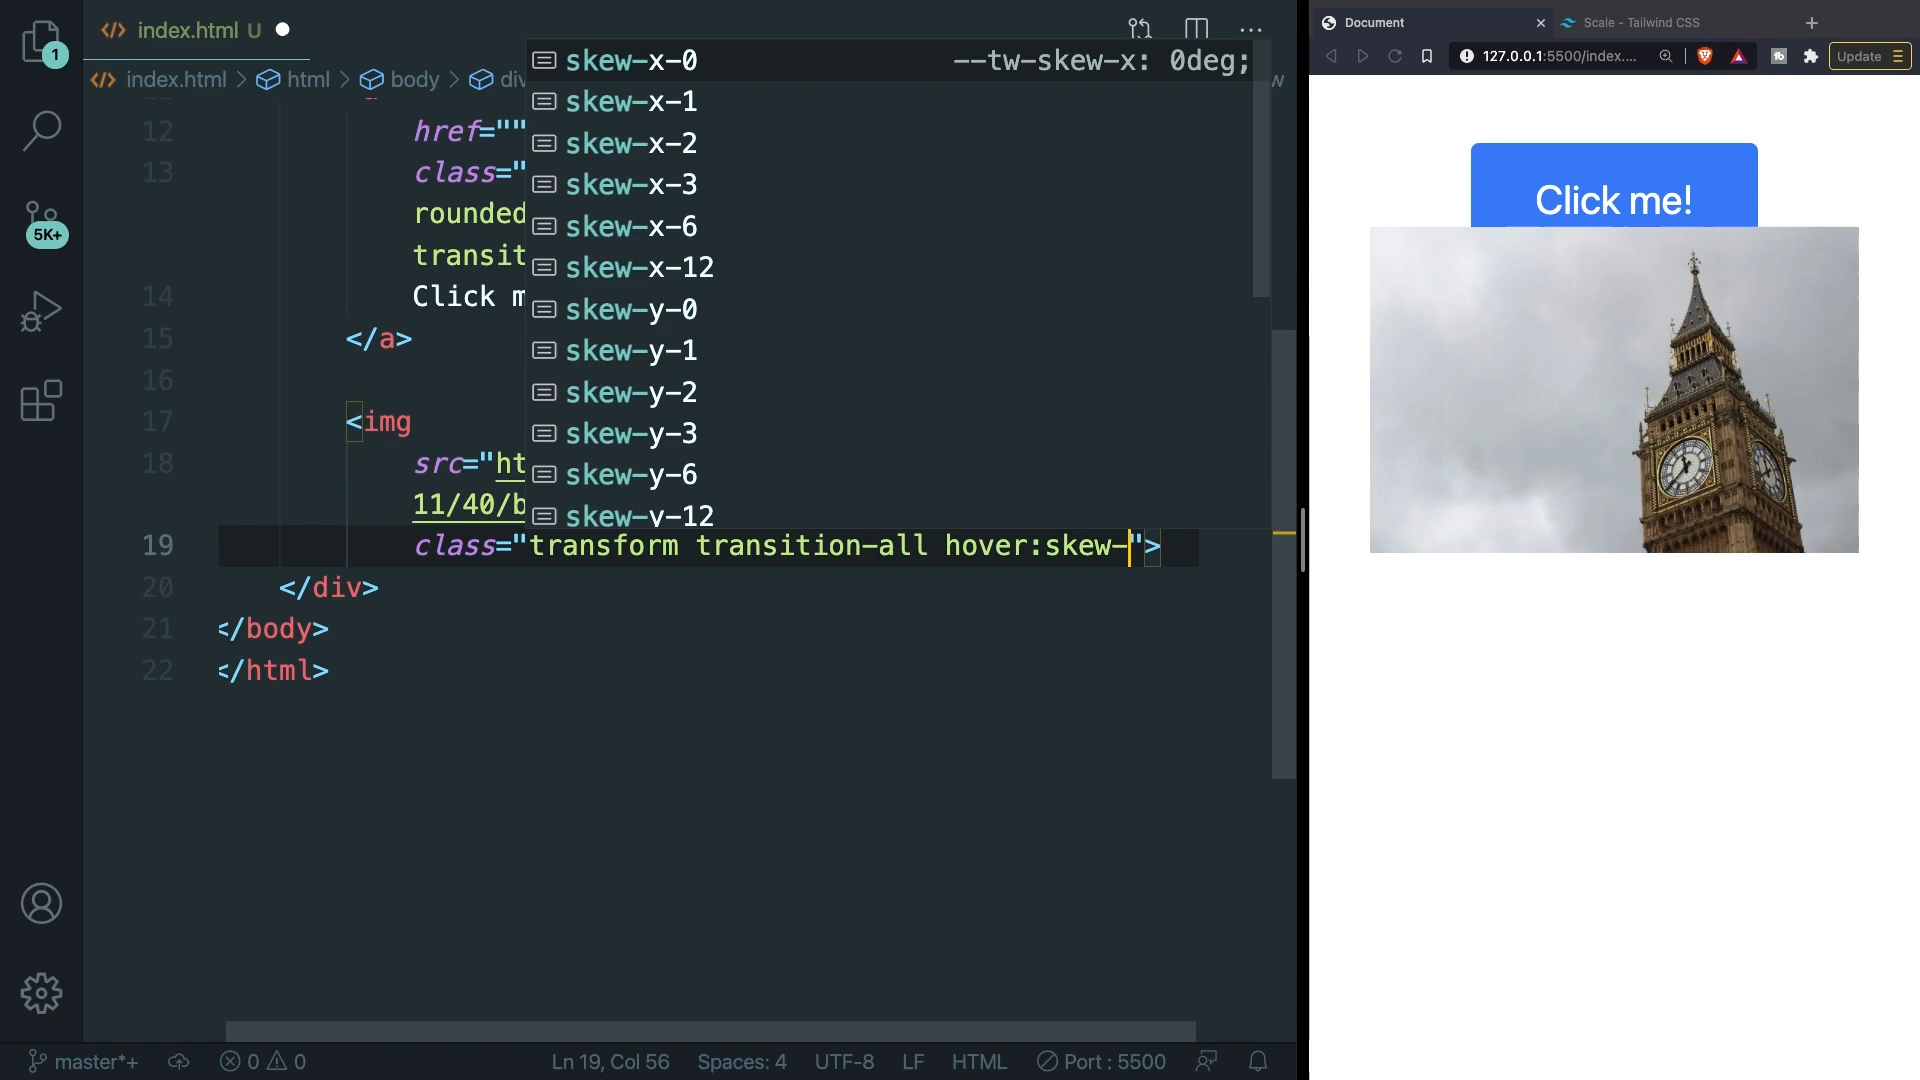 index.html U
Document
Scale - Tailwind CSS
1
index.html > html > body > div
127.0.0.1:5500/index....
Update
5K+
skew-x-0
--tw-skew-x: 0deg;
skew-x-1
skew-x-2
skew-x-3
skew-x-6
skew-x-12
skew-y-0
skew-y-1
skew-y-2
skew-y-3
skew-y-6
skew-y-12
12 href=""
13 class="
rounded
transit
14 Click m
15 </a>
16
17 <img
18 src="ht
11/40/b
19 class="transform transition-all hover:skew-">
20 </div>
21 </body>
22 </html>
Click me!
master*+
0
0
Ln 19, Col 56
Spaces: 4
UTF-8
LF
HTML
Port : 5500